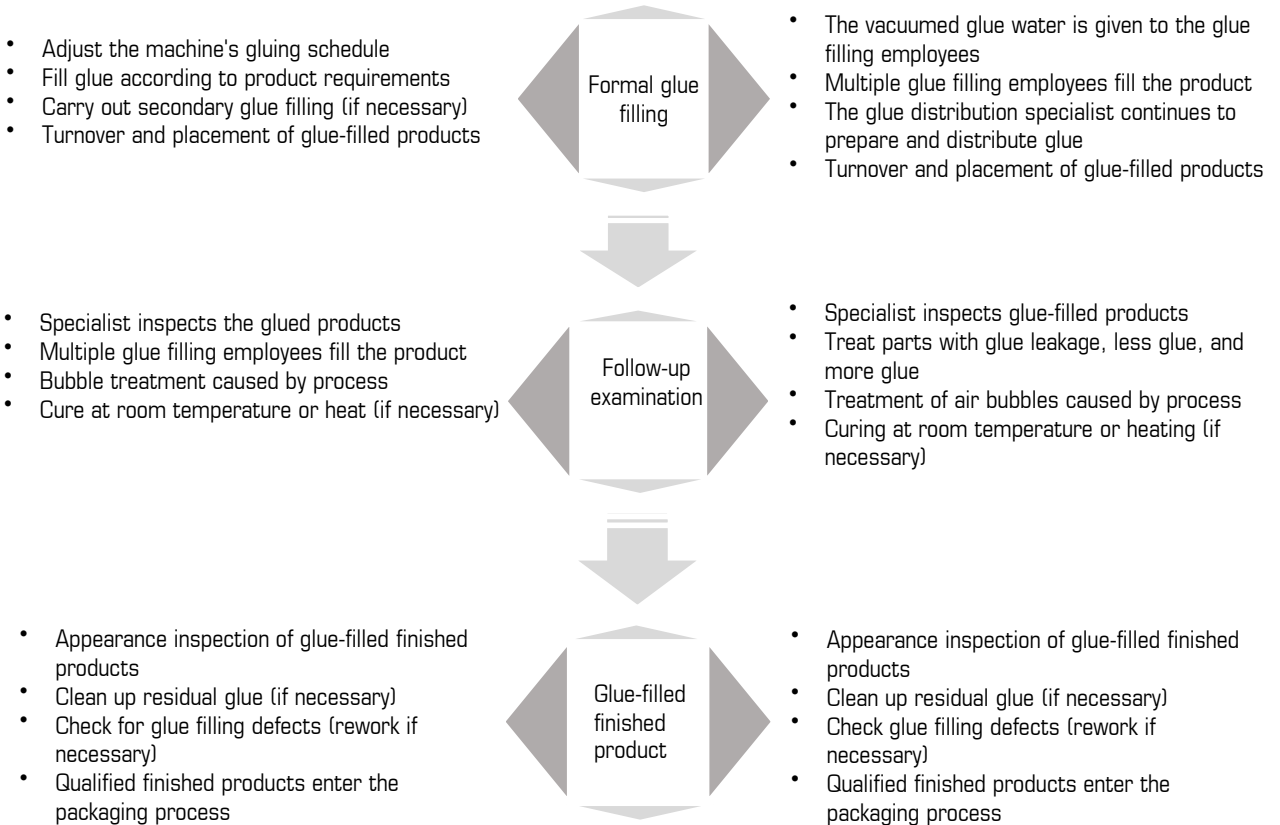 • Adjust the machine's gluing schedule
• Fill glue according to product requirements
• Carry out secondary glue filling (if necessary)
• Turnover and placement of glue-filled products
Formal glue
filling
• The vacuumed glue water is given to the glue
filling employees
• Multiple glue filling employees fill the product
• The glue distribution specialist continues to
prepare and distribute glue
• Turnover and placement of glue-filled products
• Specialist inspects the glued products
• Multiple glue filling employees fill the product
• Bubble treatment caused by process
• Cure at room temperature or heat (if necessary)
Follow-up
examination
• Specialist inspects glue-filled products
• Treat parts with glue leakage, less glue, and
more glue
• Treatment of air bubbles caused by process
• Curing at room temperature or heating (if
necessary)
• Appearance inspection of glue-filled finished
products
• Clean up residual glue (if necessary)
• Check for glue filling defects (rework if
necessary)
• Qualified finished products enter the
packaging process
Glue-filled
finished
product
• Appearance inspection of glue-filled finished
products
• Clean up residual glue (if necessary)
• Check glue filling defects (rework if
necessary)
• Qualified finished products enter the
packaging process